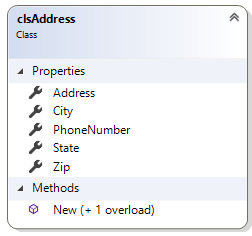 clsAddress
Class
Properties
Address
City
PhoneNumber
State
Zip
Methods
New (+ 1 overload)